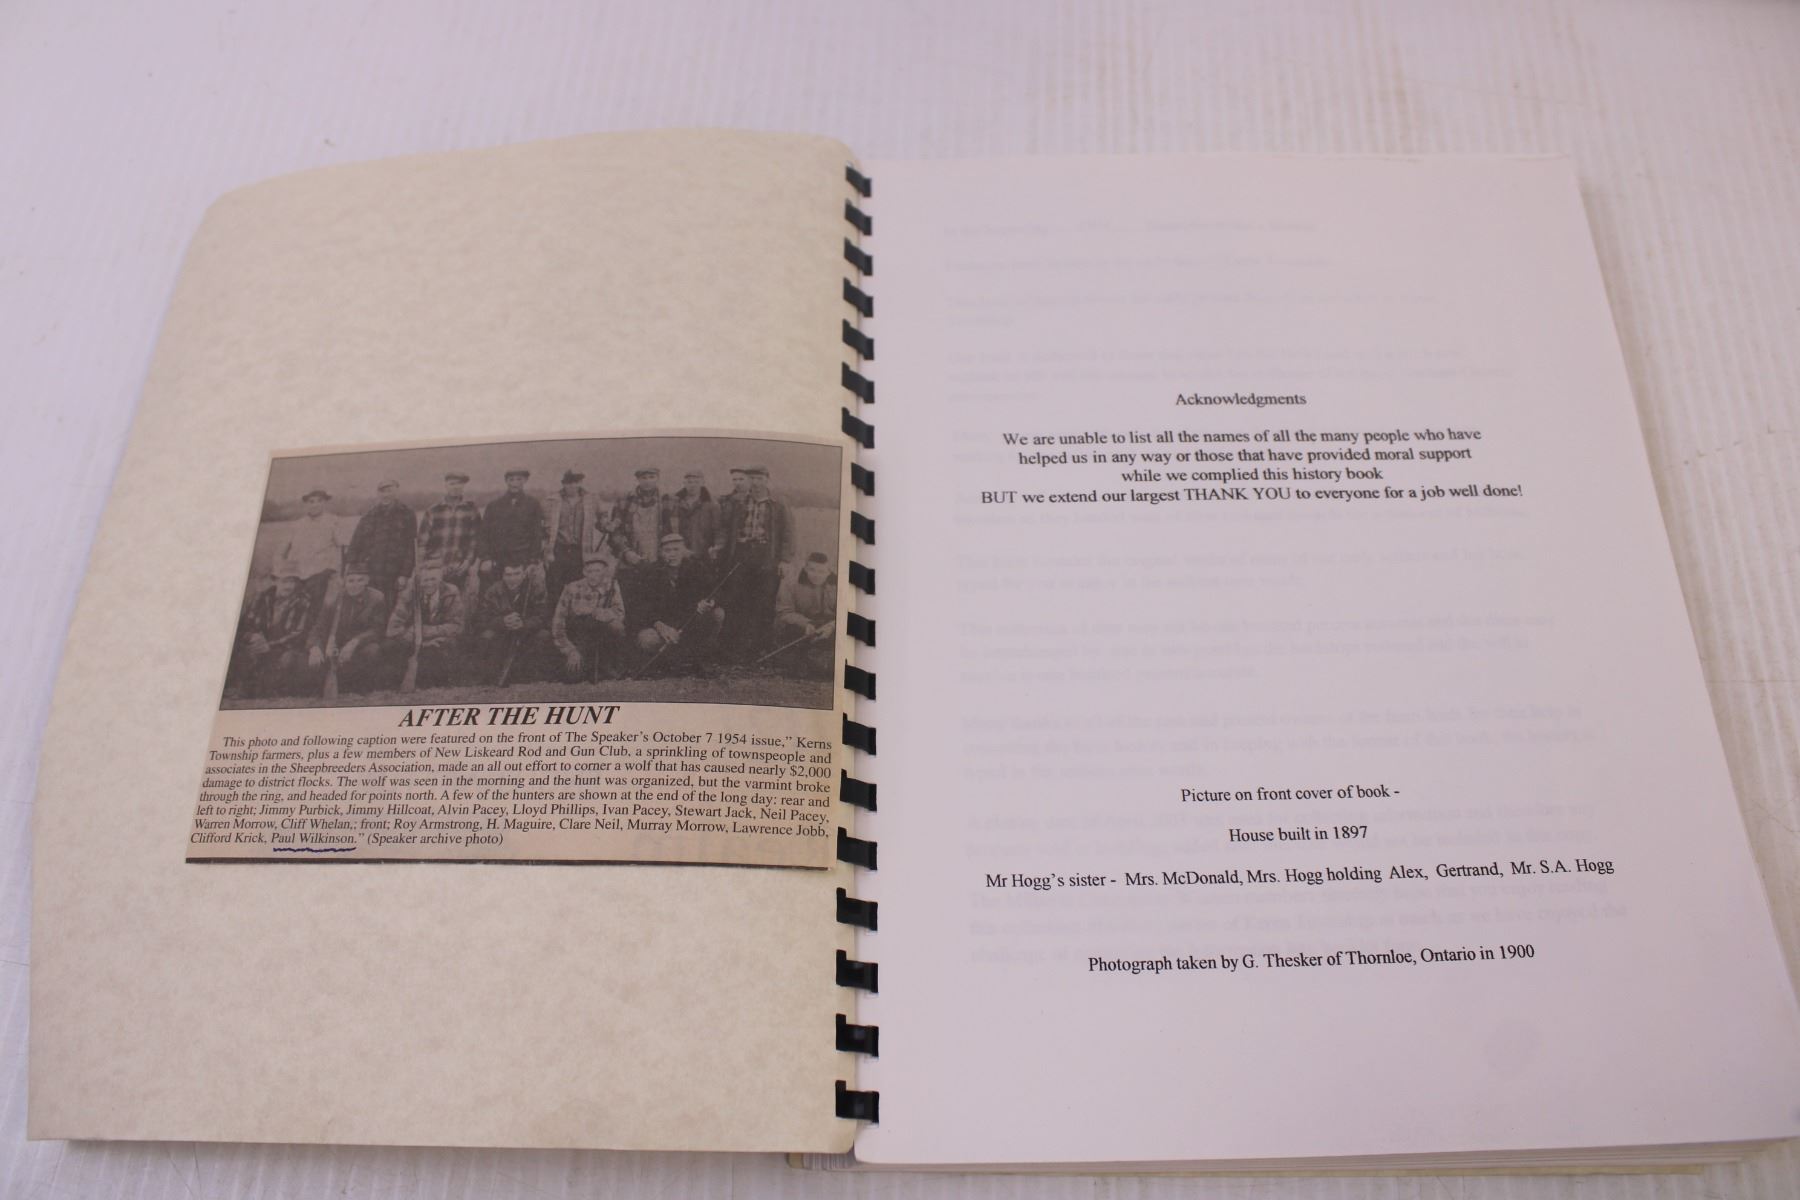 AFTER THE HUNT
This photo and following caption were featured on the front of The Speaker's October 7 1954 issue," Kerns
Township farmers, plus a few members of New Liskeard Rod and Gun Club, a sprinkling of townspeople and
associates in the Sheepbreeders Association, made an all out effort to corner a wolf that has caused nearly $2,000
damage to district flocks. The wolf was seen in the morning and the hunt was organized, but the varmint broke
through the ring, and headed for points north. A few of the hunters are shown at the end of the long day: rear and
left to right; Jimmy Purbick, Jimmy Hillcoat, Alvin Pacey, Lloyd Phillips, Ivan Pacey, Stewart Jack, Neil Pacey,
Warren Morrow, Cliff Whelan,; front; Roy Armstrong, H. Maguire, Clare Neil, Murray Morrow, Lawrence Jobb,
Clifford Krick, Paul Wilkinson." (Speaker archive photo)
Acknowledgments
We are unable to list all the names of all the many people who have
helped us in any way or those that have provided moral support
while we complied this history book
BUT we extend our largest THANK YOU to everyone for a job well done!
Picture on front cover of book -
House built in 1897
Mr Hogg's sister - Mrs. McDonald, Mrs. Hogg holding Alex, Gertrand, Mr. S.A. Hogg
Photograph taken by G. Thesker of Thornloe, Ontario in 1900